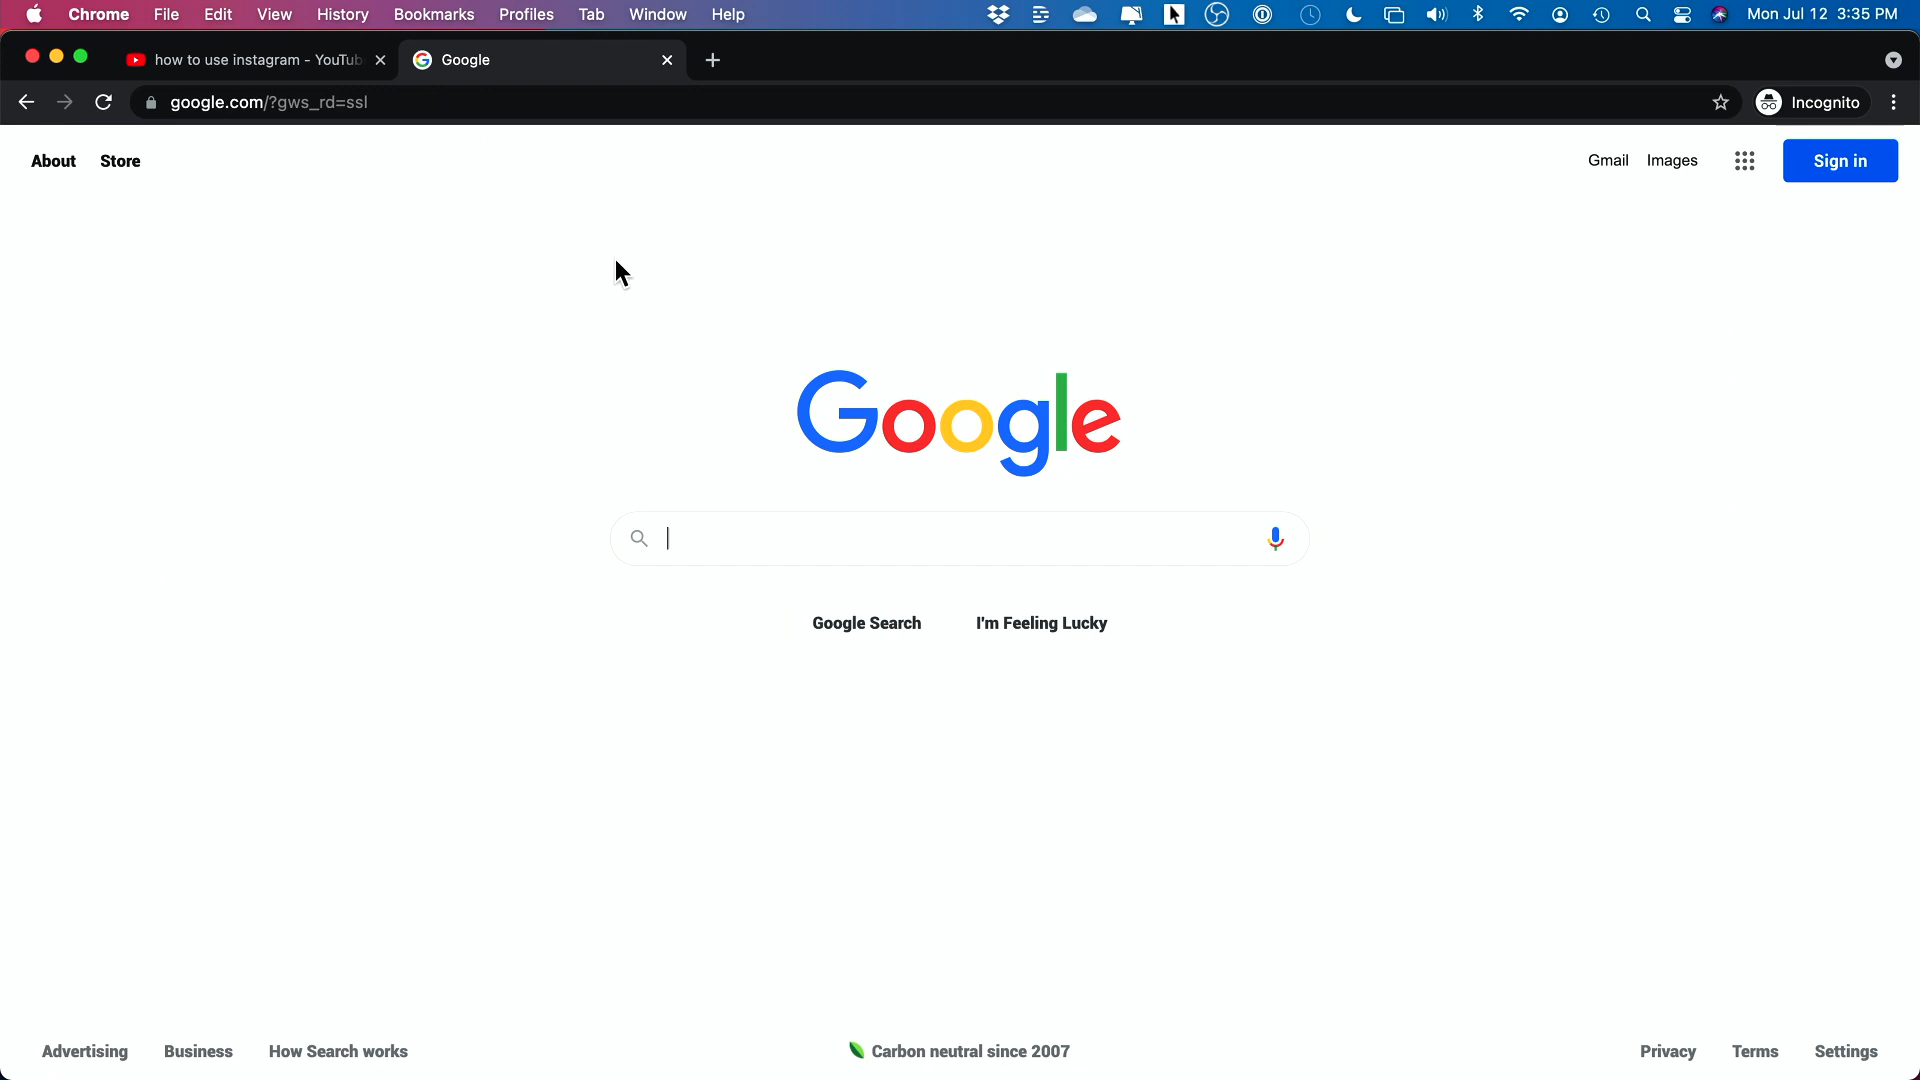 Chrome File Edit View History Bookmarks Profiles Tab Window Help Mon Jul 12 3:35 PM
how to use instagram - YouTub Google
google.com/?gws_rd=ssl Incognito
About Store Gmail Images Sign in
Google
Google Search I'm Feeling Lucky
Advertising Business How Search works Carbon neutral since 2007 Privacy Terms Settings